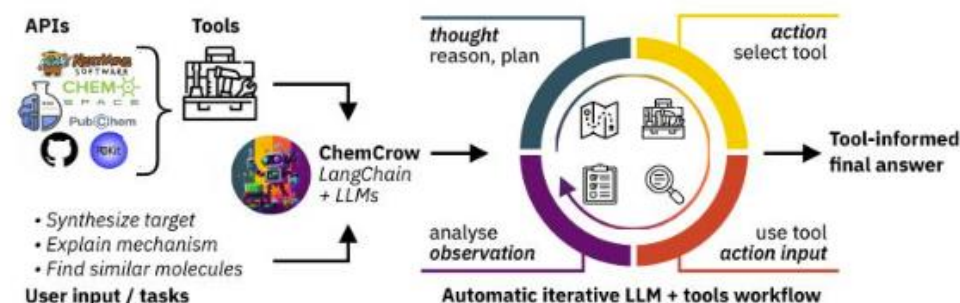 APIs
Tools
NextMove
SOFTWARE
CHEM
SPACE
PubChem
RDKit
ChemCrow
LangChain
+ LLMs
• Synthesize target
• Explain mechanism
• Find similar molecules
User input / tasks
thought
reason, plan
action
select tool
analyse
observation
use tool
action input
Tool-informed
final answer
Automatic iterative LLM + tools workflow